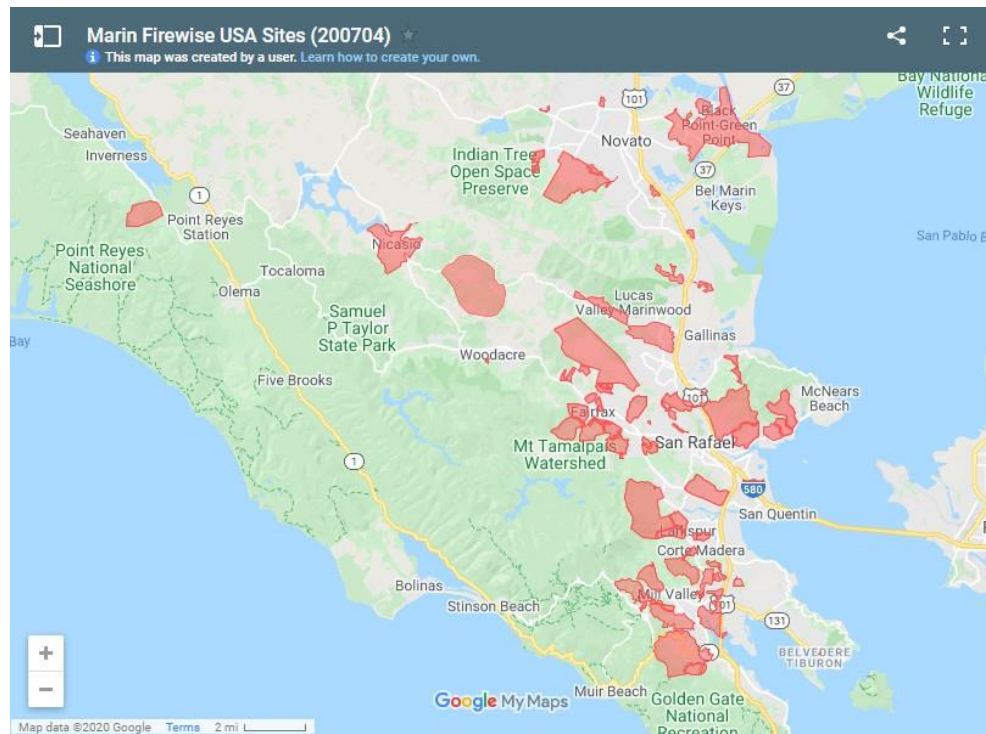 Marin Firewise USA Sites (200704)
This map was created by a user. Learn how to create your own.
Bay National
Wildlife
Refuge
37
101
Black
Point-Green
Point
Seahaven
Novato
Inverness
Indian Tree
Open Space
Preserve
37
1
Bel Marin
Keys
Point Reyes
Station
San Pablo
Nicasio
Point Reyes
National
Seashore
Tocaloma
Olema
Lucas
Valley-Marinwood
Samuel
P Taylor
State Park
Gallinas
Bay
Woodacre
Five Brooks
101
McNears
Beach
Fairfax
San Rafael
Mt Tamalpais
Watershed
1
580
San Quentin
Larkspur
Corte Madera
Bolinas
Mill Valley
Stinson Beach
101
131
BELVEDERE
TIBURON
1
+
−
Muir Beach
Google My Maps
Golden Gate
National
Recreation
Map data ©2020 Google Terms 2 mi